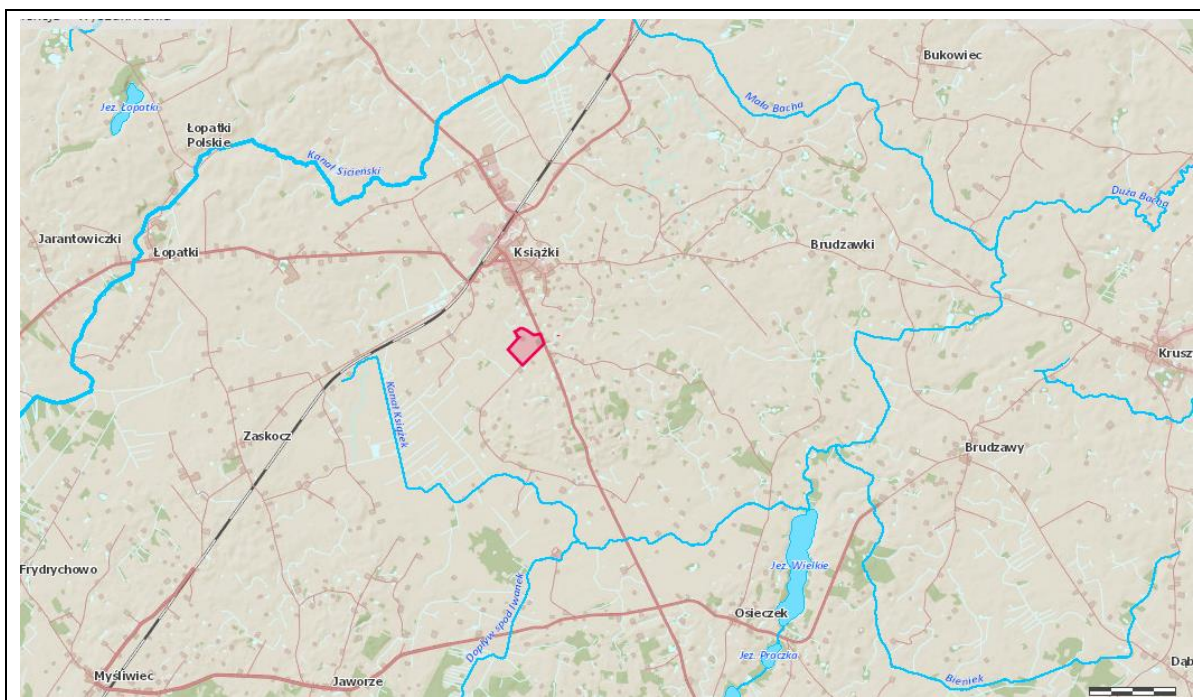 Bukowiec
Jez. Łopatki
Mała Bacha
Łopatki
Polskie
Kanał Sicieński
Duża Bacha
Jarantowiczki
Łopatki
Książki
Brudzawki
Krusz
Kanał Książek
Zaskocz
Brudzawy
Frydrychowo
Jez. Wielkie
Dopływ spod Iwanek
Osieczek
Jez. Praczka
Myśliwiec
Jaworze
Bieniek
Dąb